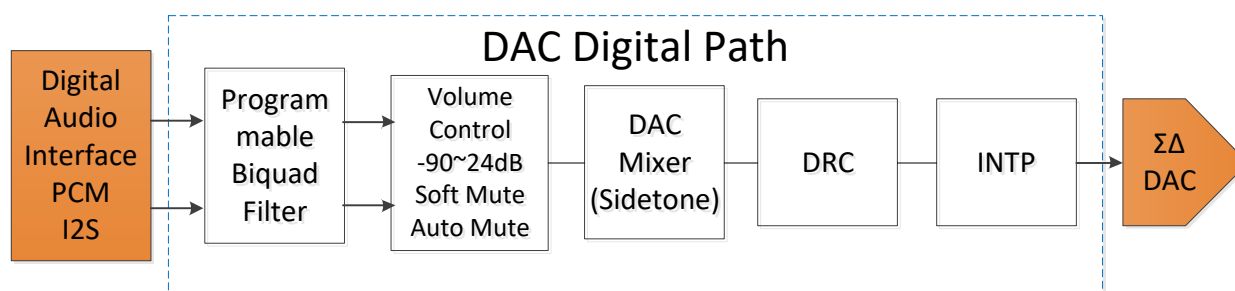 DAC Digital Path
Digital
Audio
Interface
PCM
I2S
Program
mable
Biquad
Filter
Volume
Control
-90~24dB
Soft Mute
Auto Mute
DAC
Mixer
(Sidetone)
DRC
INTP
ΣΔ
DAC